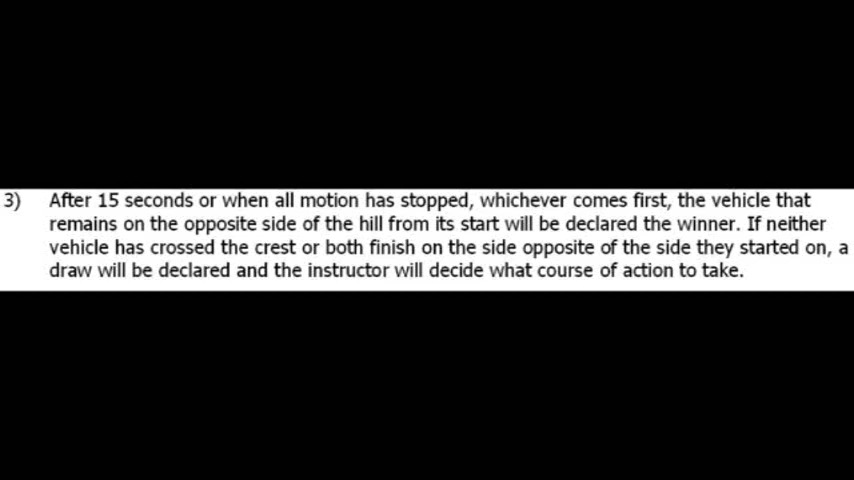 3) After 15 seconds or when all motion has stopped, whichever comes first, the vehicle that
remains on the opposite side of the hill from its start will be declared the winner. If neither
vehicle has crossed the crest or both finish on the side opposite of the side they started on, a
draw will be declared and the instructor will decide what course of action to take.